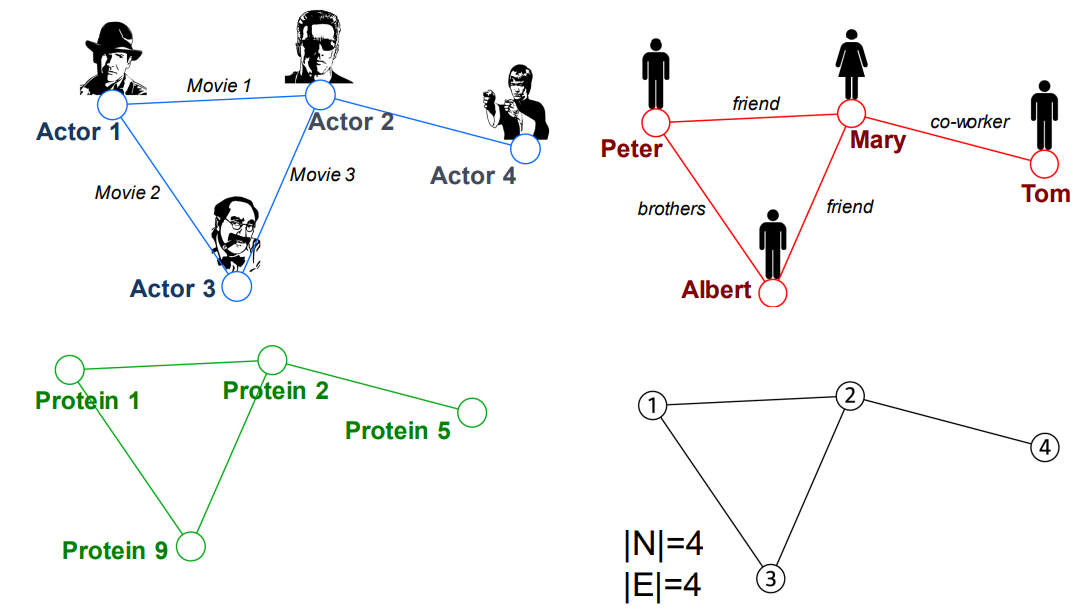 Movie 1
Actor 1
Actor 2
Actor 4
Movie 2
Movie 3
Actor 3
friend
co-worker
Peter
Mary
Tom
brothers
friend
Albert
Protein 1
Protein 2
Protein 5
Protein 9
1
2
4
3
|N|=4
|E|=4